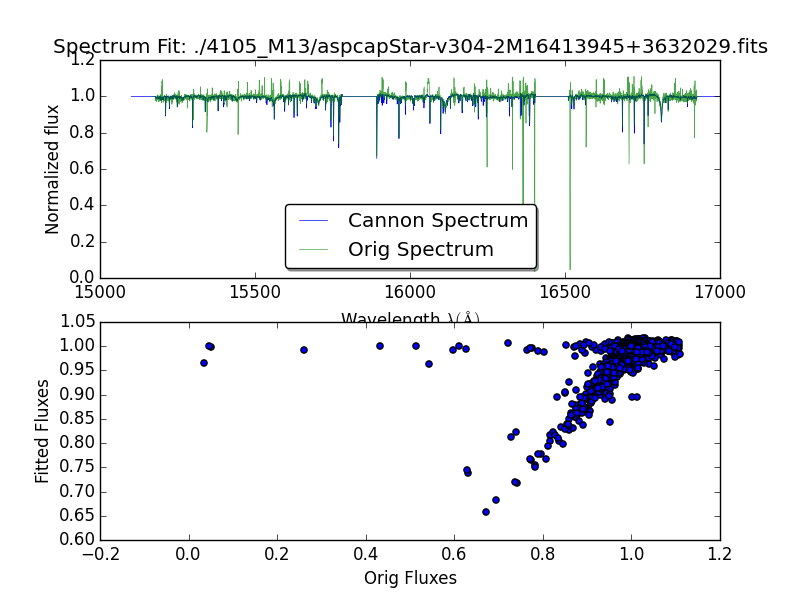 Spectrum Fit: ./4105_M13/aspcapStar-v304-2M16413945+3632029.fits
1.2
1.0
0.8
0.6
0.4
0.2
0.0
Normalized flux
Cannon Spectrum
Orig Spectrum
15000 15500 16000 16500 17000
Wavelength λ(Å)
1.05
1.00
0.95
0.90
0.85
0.80
0.75
0.70
0.65
0.60
Fitted Fluxes
−0.2 0.0 0.2 0.4 0.6 0.8 1.0 1.2
Orig Fluxes